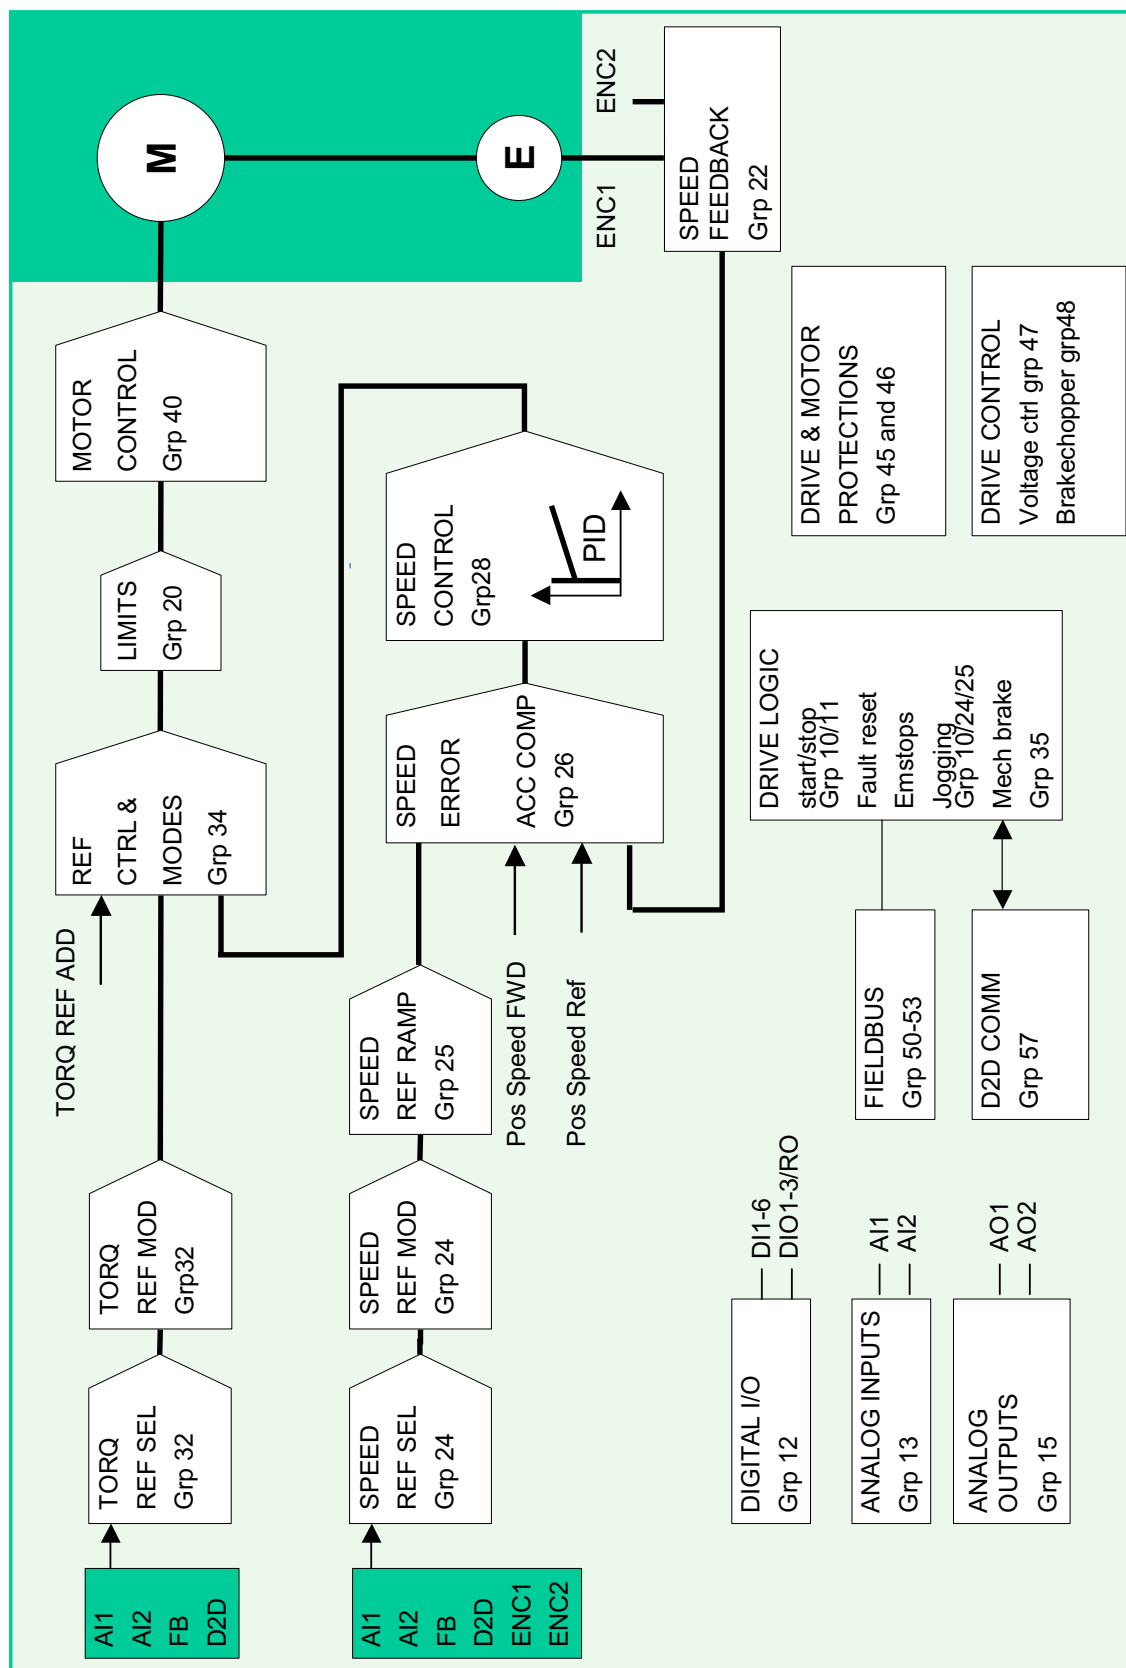 AI1
AI2
FB
D2D
TORQ
REF SEL
Grp 32
TORQ
REF MOD
Grp32
TORQ REF ADD
REF
CTRL &
MODES
Grp 34
LIMITS
Grp 20
MOTOR
CONTROL
Grp 40
M
AI1
AI2
FB
D2D
ENC1
ENC2
SPEED
REF SEL
Grp 24
SPEED
REF MOD
Grp 24
SPEED
REF RAMP
Grp 25
Pos Speed FWD
Pos Speed Ref
SPEED
ERROR
ACC COMP
Grp 26
SPEED
CONTROL
Grp28
PID
E
ENC1
ENC2
SPEED
FEEDBACK
Grp 22
DIGITAL I/O
Grp 12
DI1-6
DIO1-3/RO
ANALOG INPUTS
Grp 13
AI1
AI2
ANALOG
OUTPUTS
Grp 15
AO1
AO2
FIELDBUS
Grp 50-53
D2D COMM
Grp 57
DRIVE LOGIC
start/stop
Grp 10/11
Fault reset
Emstops
Jogging
Grp 10/24/25
Mech brake
Grp 35
DRIVE & MOTOR
PROTECTIONS
Grp 45 and 46
DRIVE CONTROL
Voltage ctrl grp 47
Brakechopper grp48